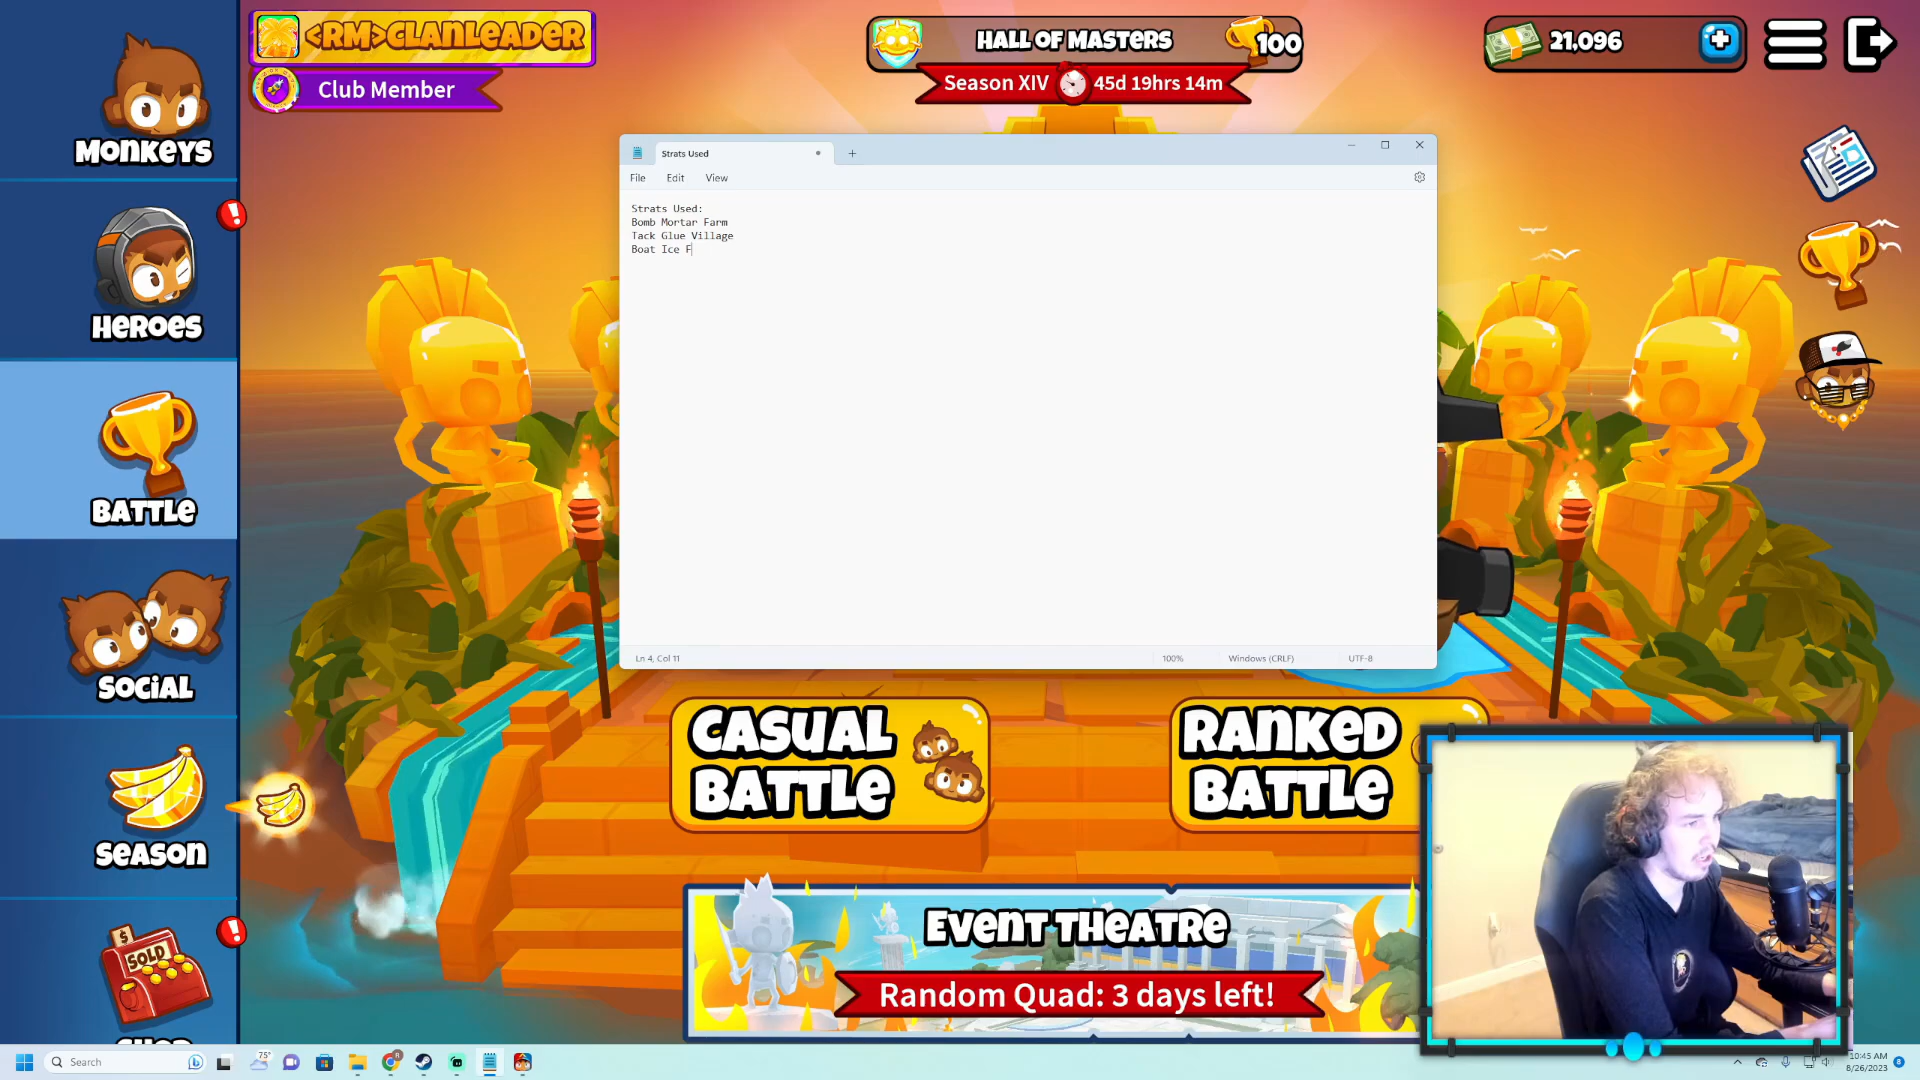 <RM>CLANLEADER
Club Member
HALL OF MASTERS
100
Season XIV 45d 19hrs 14m
21,096
MONKEYS
HEROES
BATTLE
SOCIAL
SEASON
SOLD
Strats Used
File Edit View
Strats Used:
Bomb Mortar Farm
Tack Glue Village
Boat Ice F
Ln 4, Col 11
100%
Windows (CRLF)
UTF-8
CASUAL
BATTLE
RANKED
BATTLE
EVENT THEATRE
Random Quad: 3 days left!
Search
75°
10:45 AM
8/26/2023
8